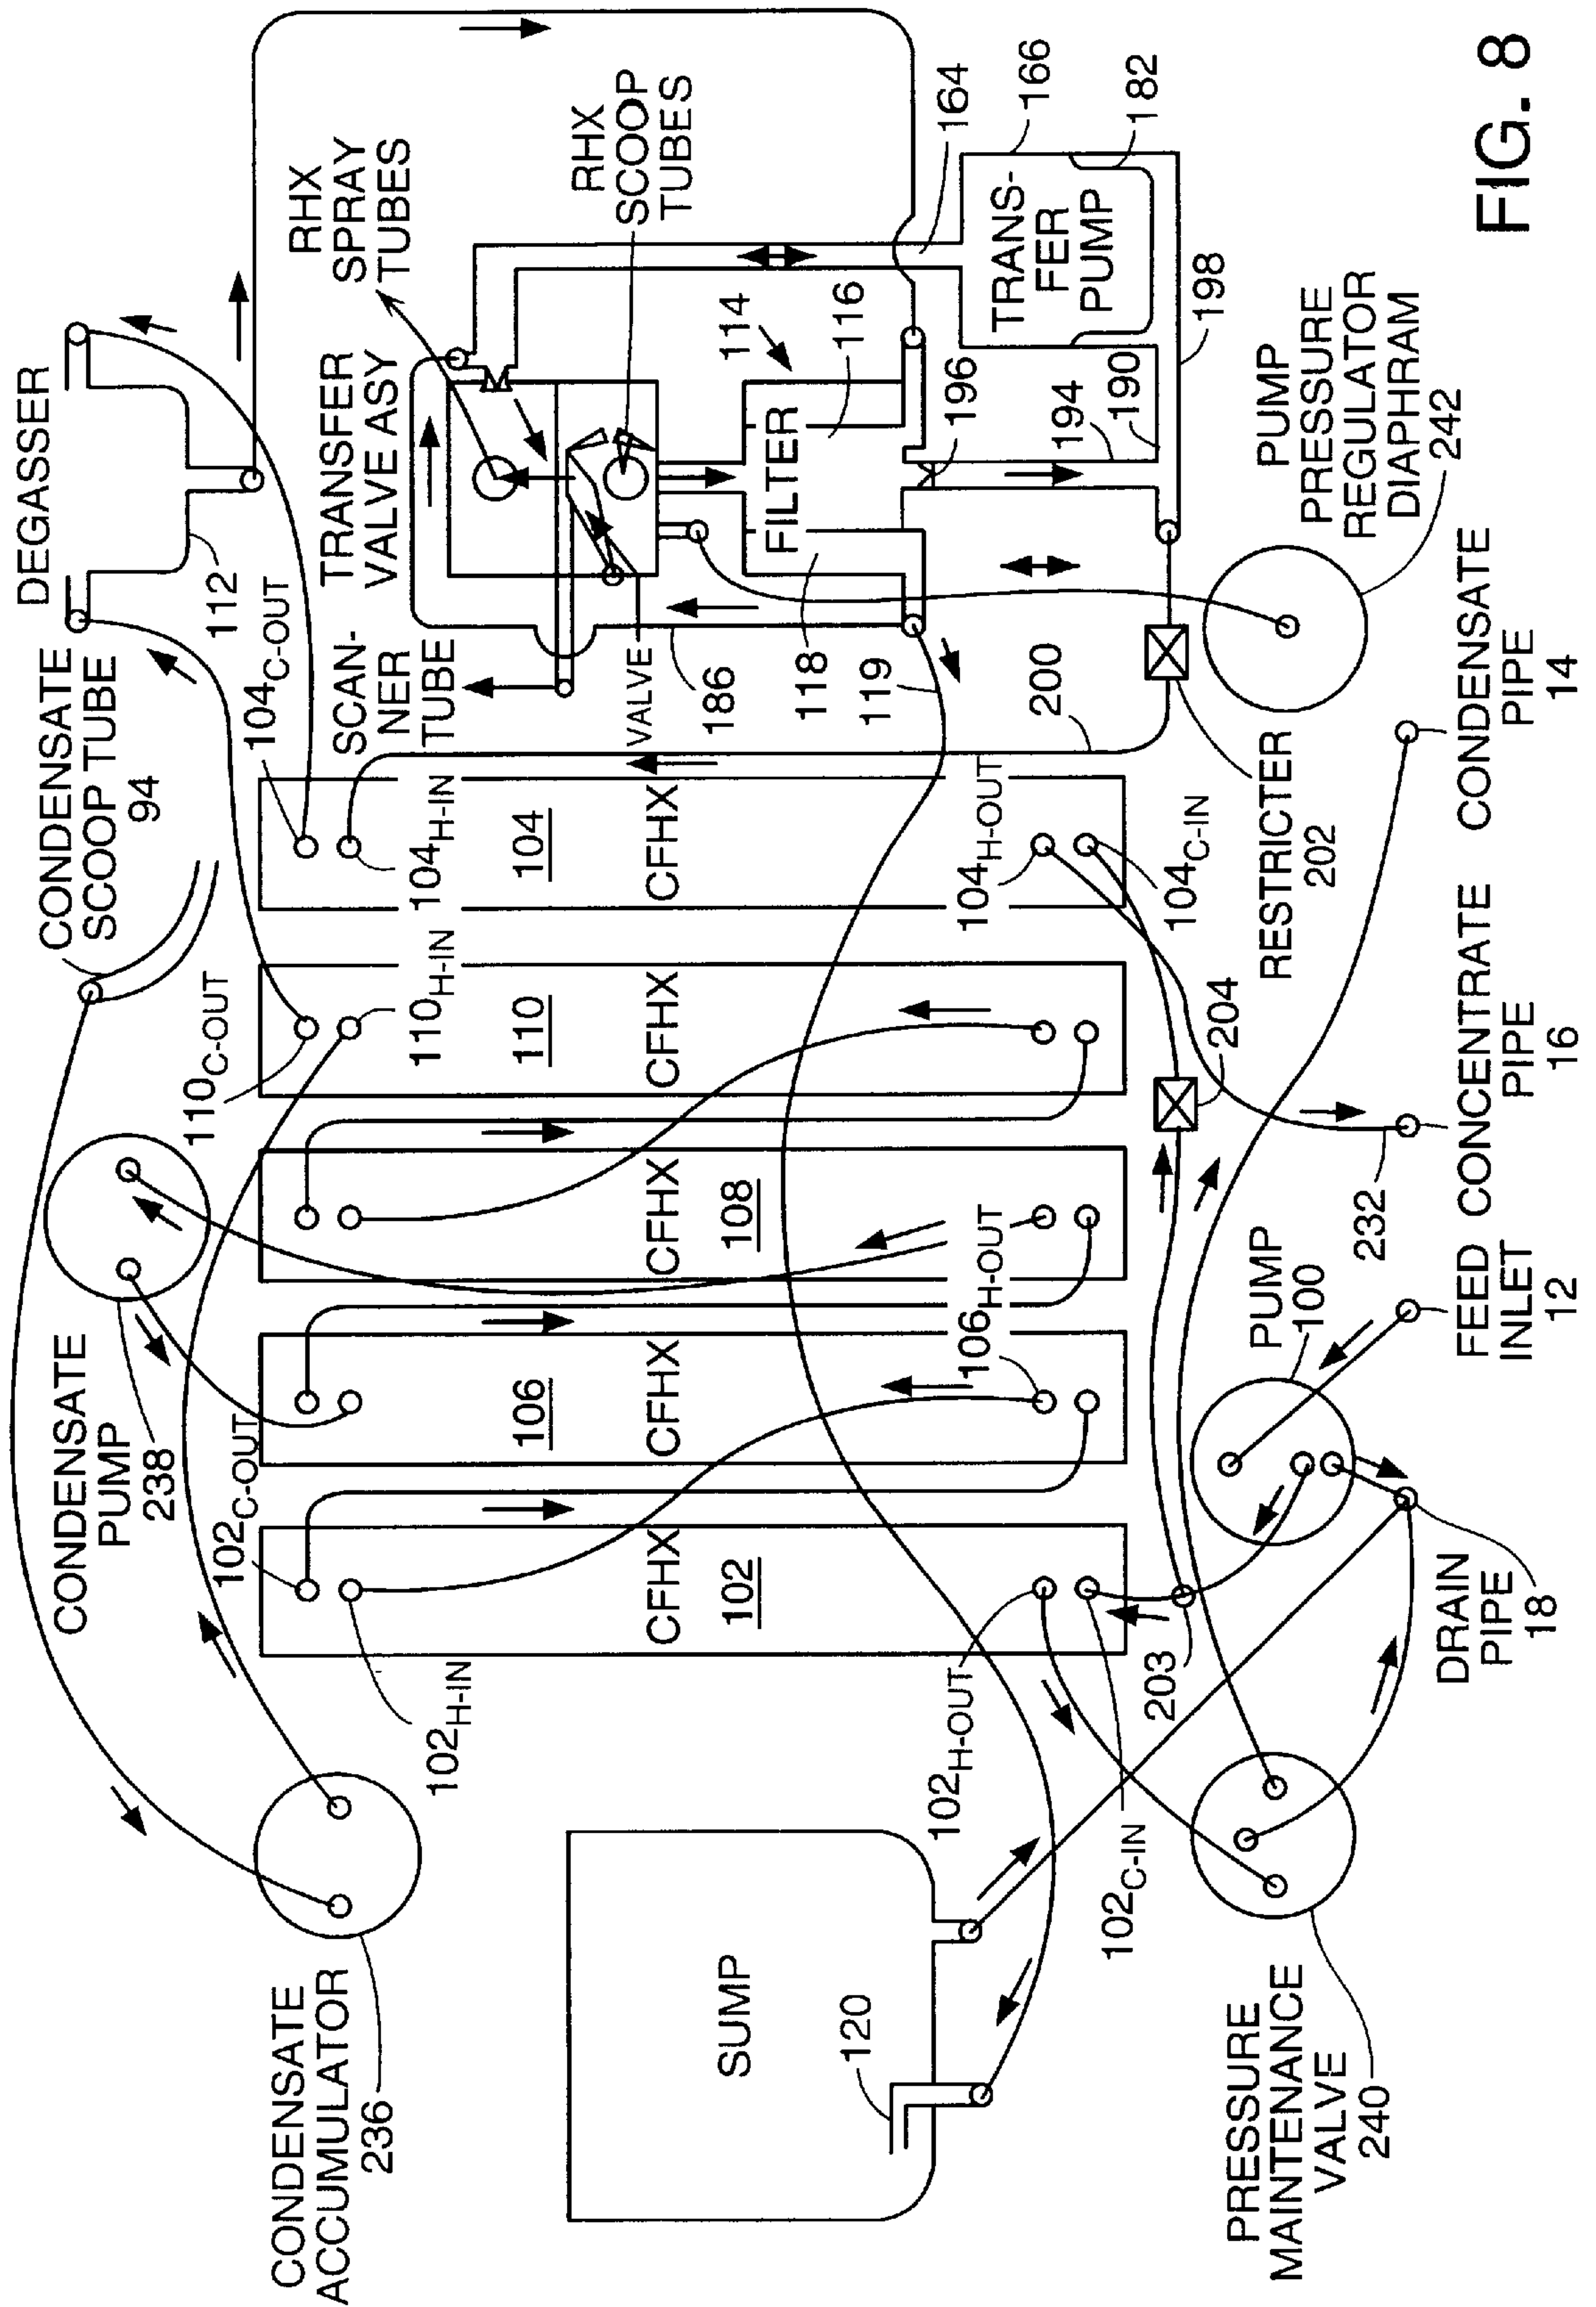 DEGASSER
112
CONDENSATE
SCOOP TUBE
94
CONDENSATE
PUMP
238
CONDENSATE
ACCUMULATOR
236
RHX
SPRAY
TUBES
RHX
SCOOP
TUBES
TRANSFER
VALVE ASY
SCAN-
NER
TUBE
VALVE
186
114
116
FILTER
118
119
196
194
190
164
166
182
TRANS-
FER
PUMP
198
200
104C-OUT
104H-IN
104
CFHX
104H-OUT
104C-IN
110C-OUT
110H-IN
110
CFHX
CFHX
108
106
CFHX
106H-OUT
102C-OUT
102H-IN
CFHX
102
102H-OUT
102C-IN
SUMP
120
203
204
RESTRICTER
202
PUMP
PRESSURE
REGULATOR
DIAPHRAM
242
PUMP
100
232
PRESSURE
MAINTENANCE
VALVE
240
DRAIN
PIPE
18
FEED
INLET
12
CONCENTRATE
PIPE
16
CONDENSATE
PIPE
14
FIG. 8